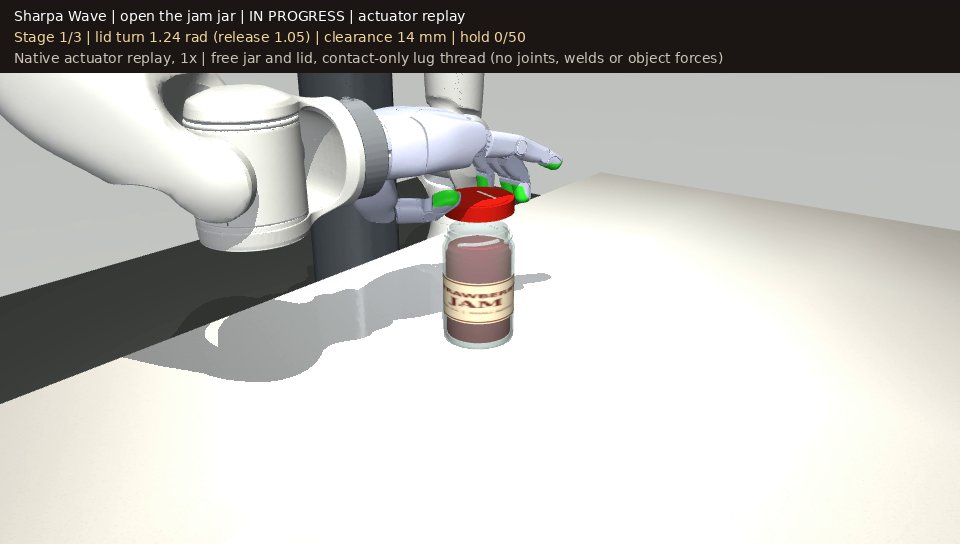 Sharpa Wave | open the jam jar | IN PROGRESS | actuator replay
Stage 1/3 | lid turn 1.24 rad (release 1.05) | clearance 14 mm | hold 0/50
Native actuator replay, 1x | free jar and lid, contact-only lug thread (no joints, welds or object forces)
RAWBERR
JAM